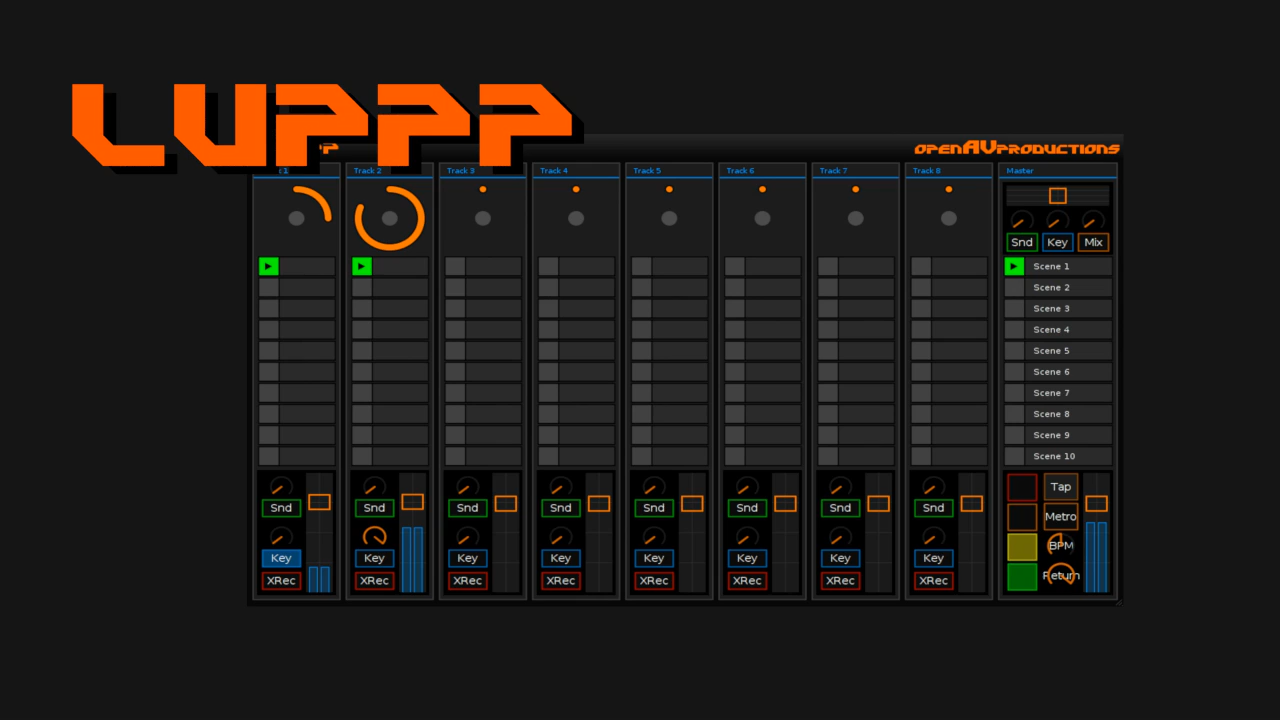 LUPPP
openAVproductions
Track 2 Track 3 Track 4 Track 5 Track 6 Track 7 Track 8 Master
Snd Key Mix
Scene 1
Scene 2
Scene 3
Scene 4
Scene 5
Scene 6
Scene 7
Scene 8
Scene 9
Scene 10
Tap
Snd Snd Snd Snd Snd Snd Snd Snd
Metro
BPM
Key Key Key Key Key Key Key Key
Return
XRec XRec XRec XRec XRec XRec XRec XRec